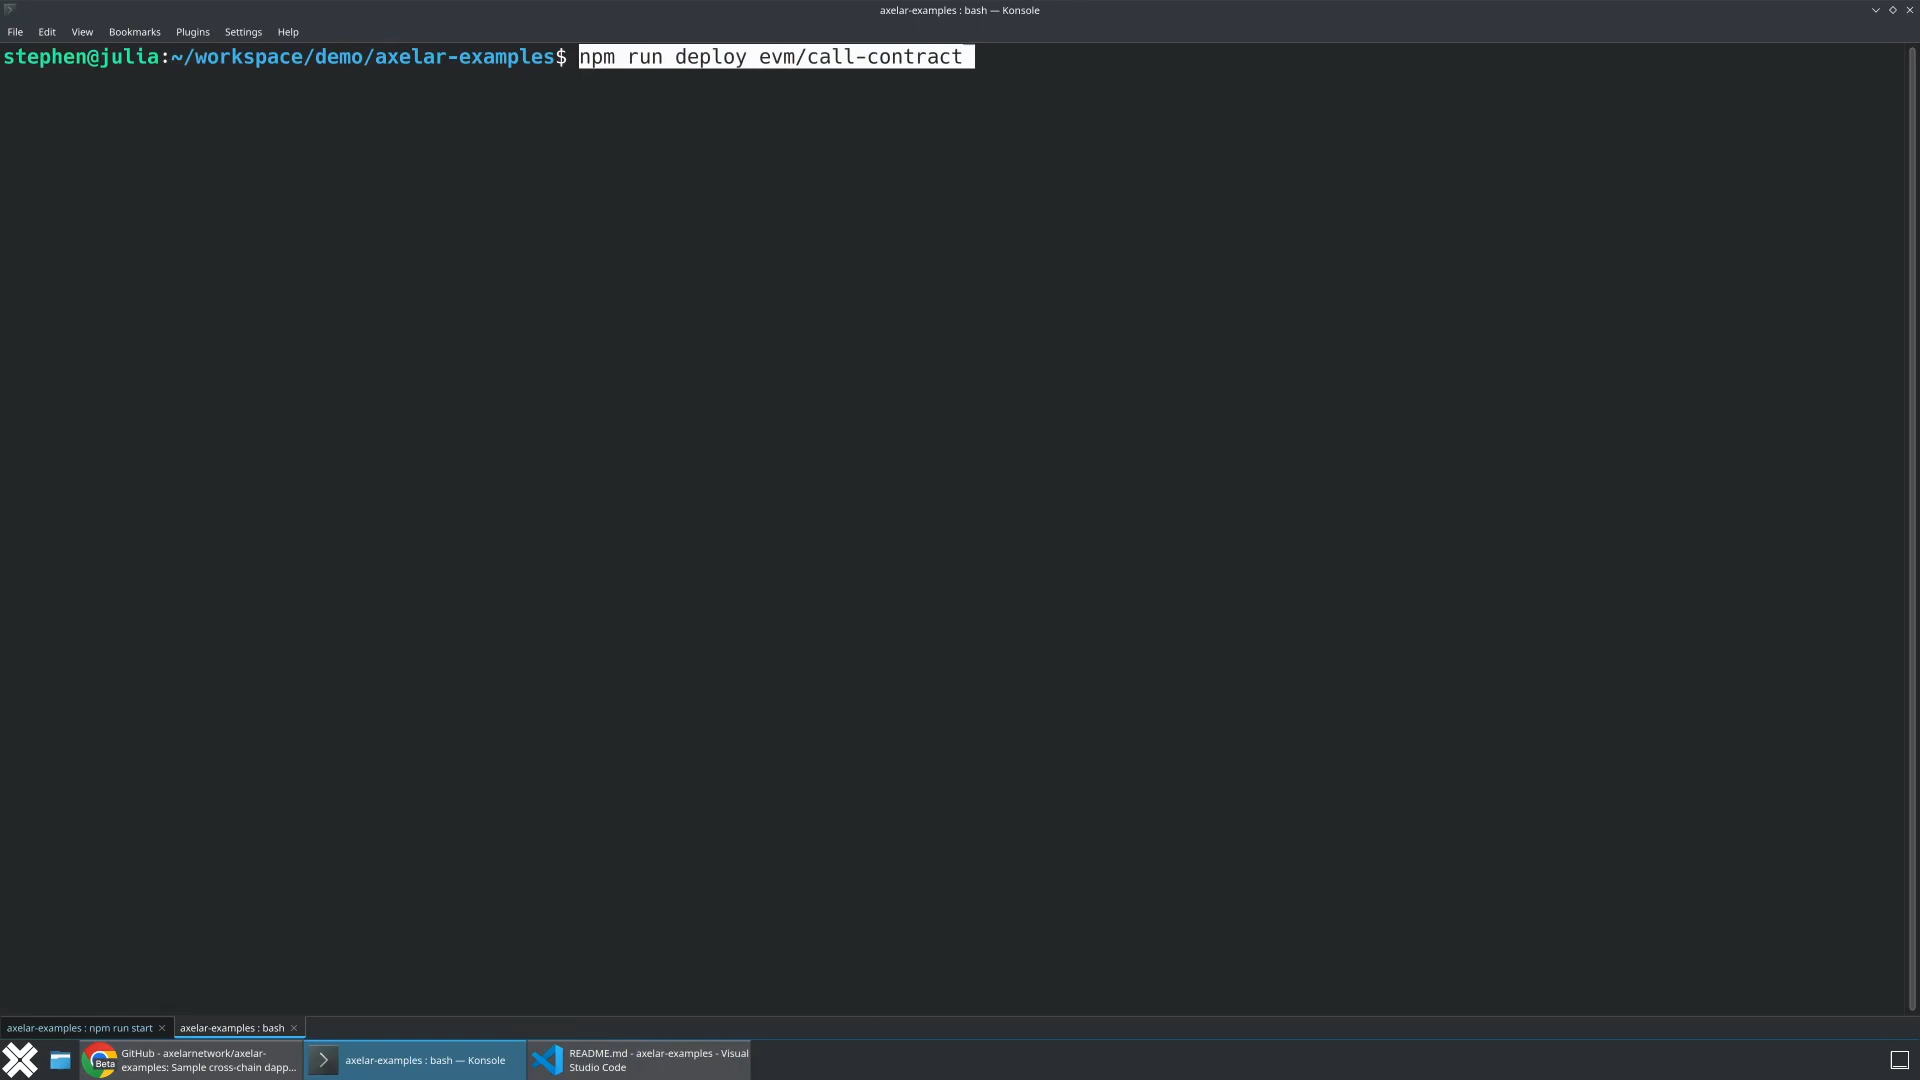 axelar-examples : bash — Konsole
File Edit View Bookmarks Plugins Settings Help
stephen@julia:~/workspace/demo/axelar-examples$ npm run deploy evm/call-contract
axelar-examples : npm run start
axelar-examples : bash
Beta
GitHub - axelarnetwork/axelar-
examples: Sample cross-chain dapp...
axelar-examples : bash — Konsole
README.md - axelar-examples - Visual
Studio Code